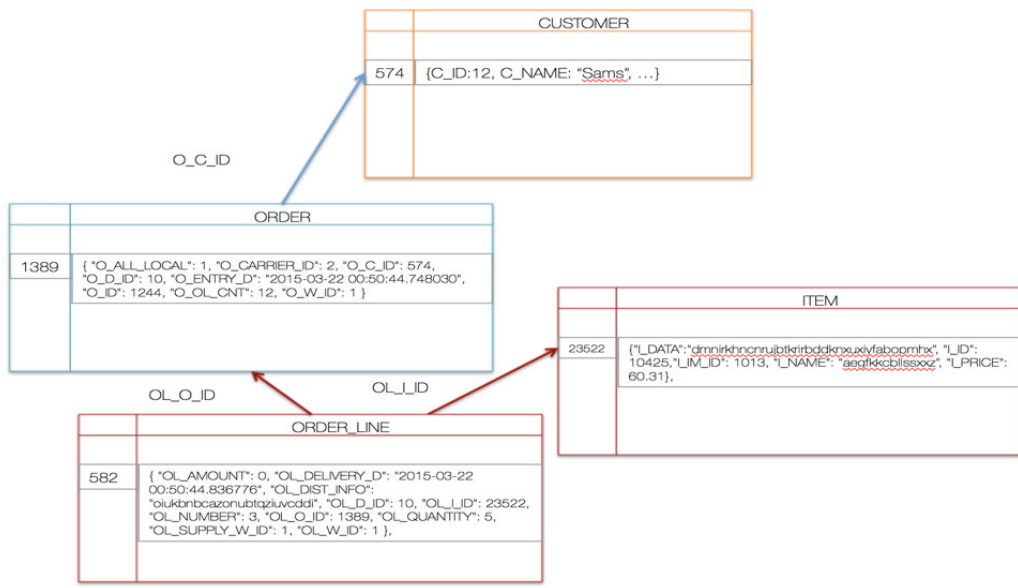 CUSTOMER
574 {C_ID:12, C_NAME: “Sams”, …}
O_C_ID
ORDER
1389 { "O_ALL_LOCAL": 1, "O_CARRIER_ID": 2, "O_C_ID": 574,
"O_D_ID": 10, "O_ENTRY_D": "2015-03-22 00:50:44.748030",
"O_ID": 1244, "O_OL_CNT": 12, "O_W_ID": 1 }
ITEM
23522 {"I_DATA":"dmnirkhncnrujbtkrirbddknxuxiyfabopmhx", "I_ID":
10425,"I_IM_ID": 1013, "I_NAME": "aegfkkcbllssxxz", "I_PRICE":
60.31},
OL_O_ID
OL_I_ID
ORDER_LINE
582 { "OL_AMOUNT": 0, "OL_DELIVERY_D": "2015-03-22
00:50:44.836776", "OL_DIST_INFO":
"oiukbnbcazonubtqziuvcddi", "OL_D_ID": 10, "OL_I_ID": 23522,
"OL_NUMBER": 3, "OL_O_ID": 1389, "OL_QUANTITY": 5,
"OL_SUPPLY_W_ID": 1, "OL_W_ID": 1 },